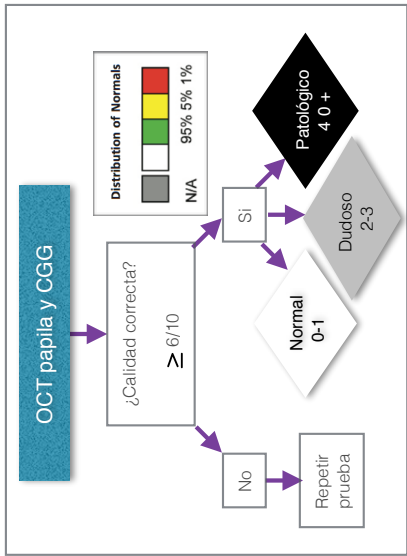 OCT papila y CGG
¿Calidad correcta?
≥ 6/10
Distribution of Normals
N/A
95% 5% 1%
No
Si
Repetir
prueba
Normal
0-1
Dudoso
2-3
Patológico
4 0 +